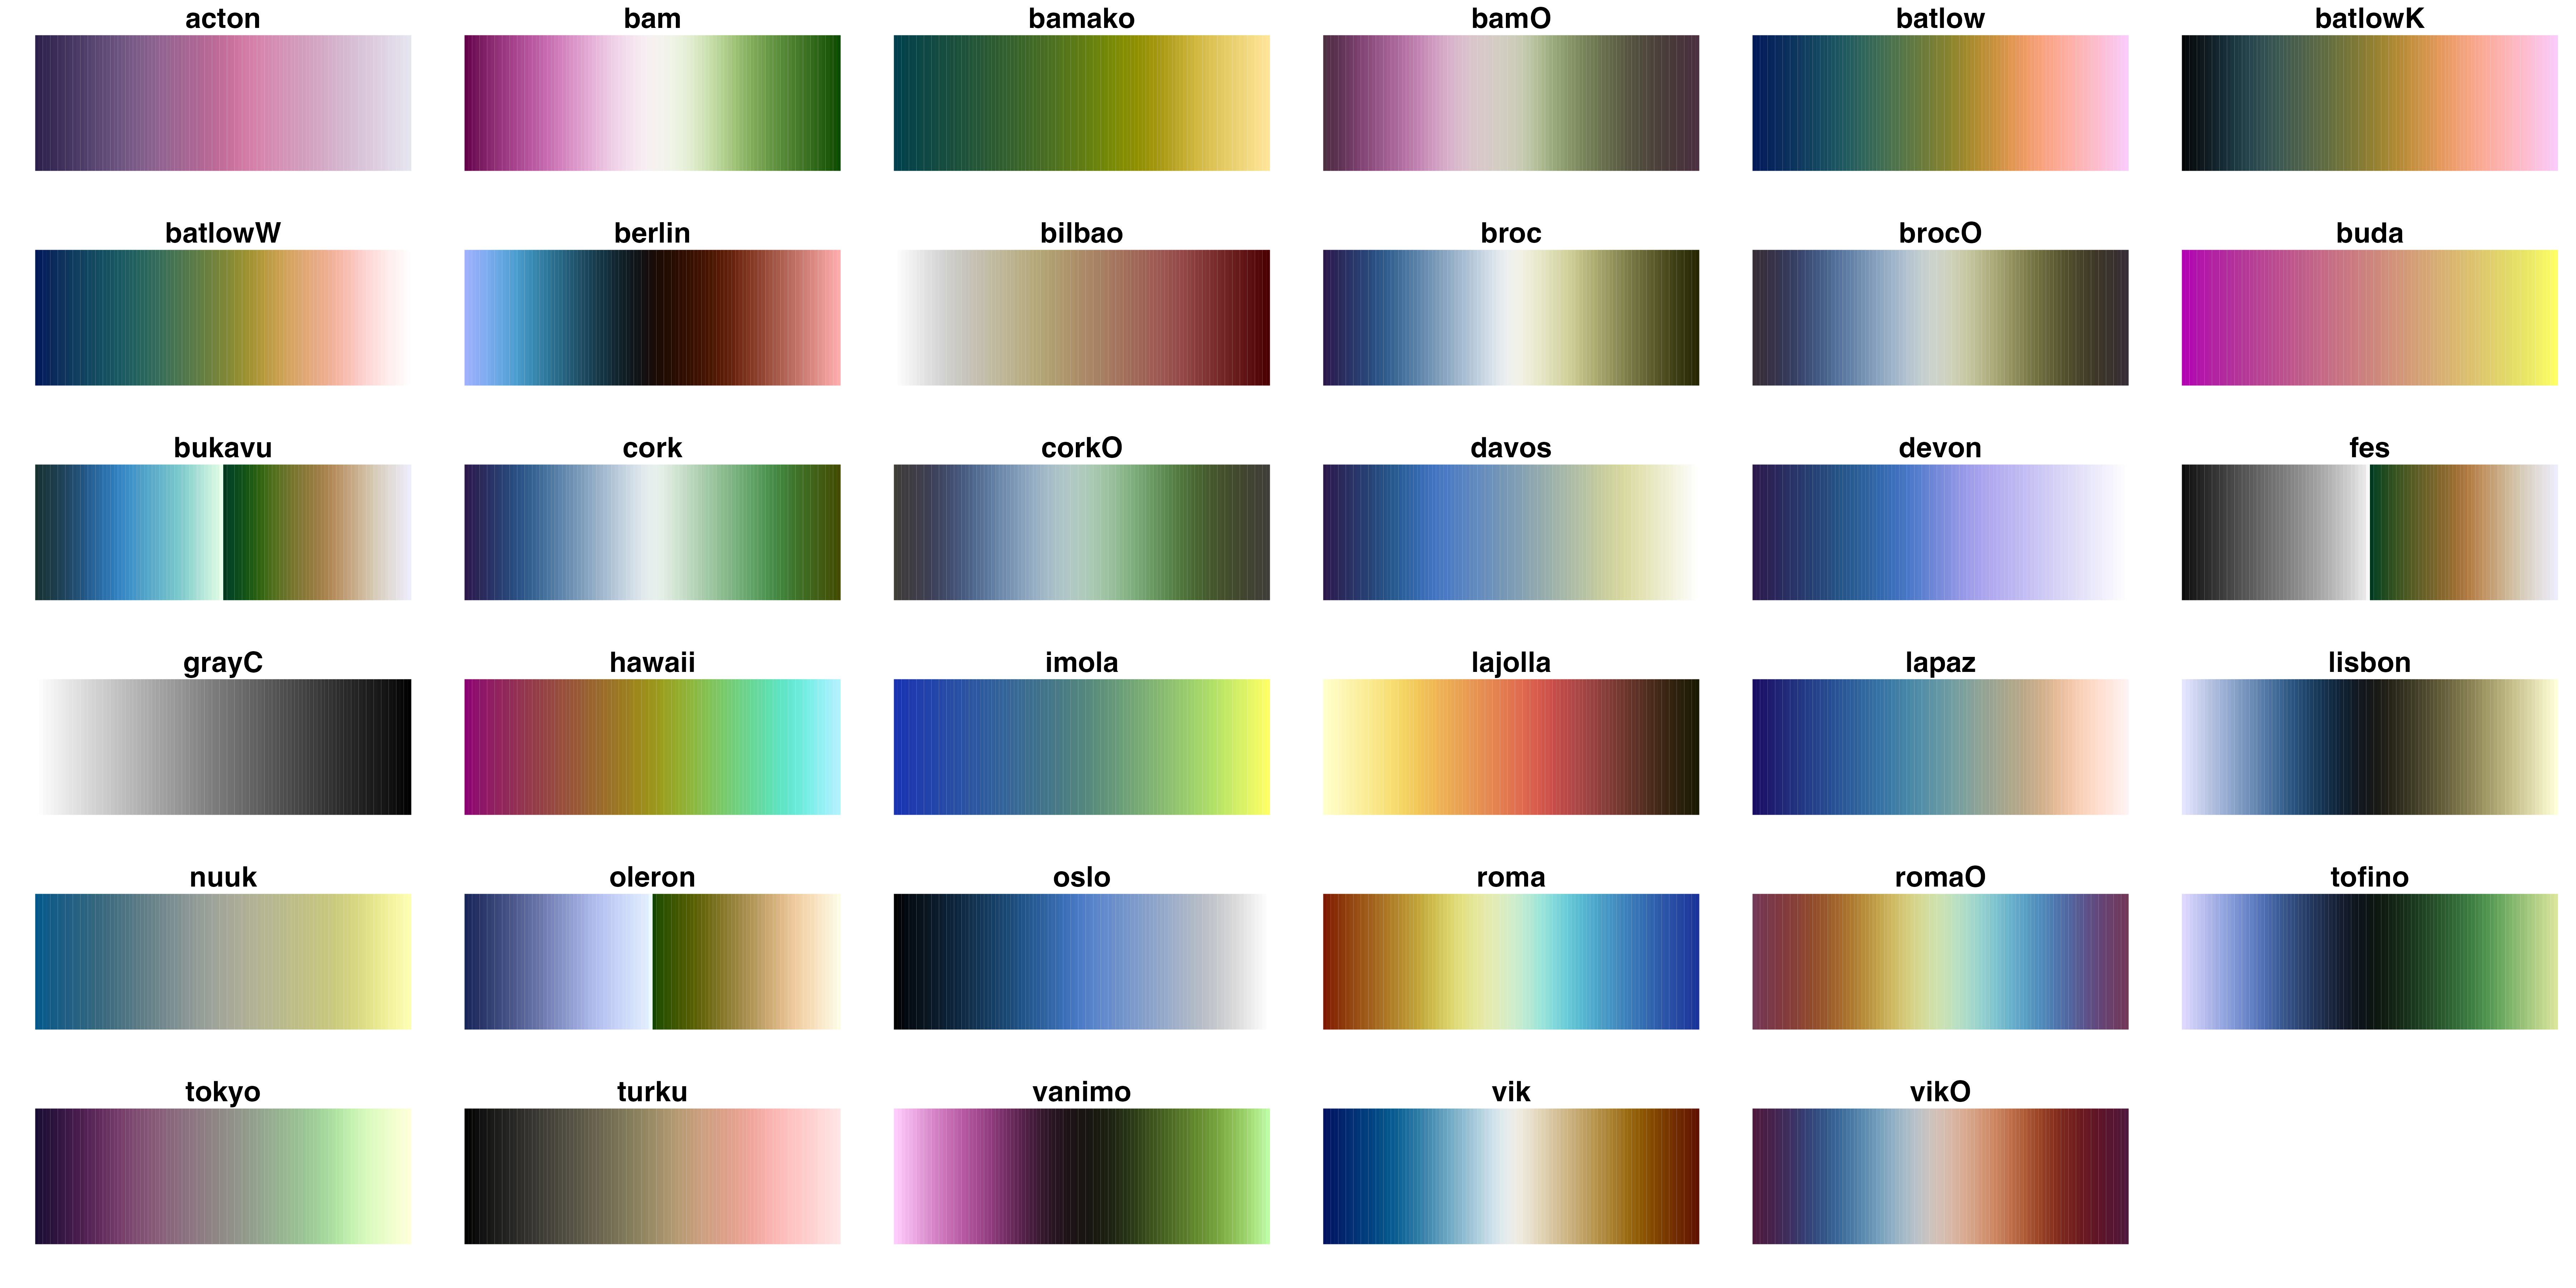 acton bam bamako bamO batlow batlowK
batlowW berlin bilbao broc brocO buda
bukavu cork corkO davos devon fes
grayC hawaii imola lajolla lapaz lisbon
nuuk oleron oslo roma romaO tofino
tokyo turku vanimo vik vikO